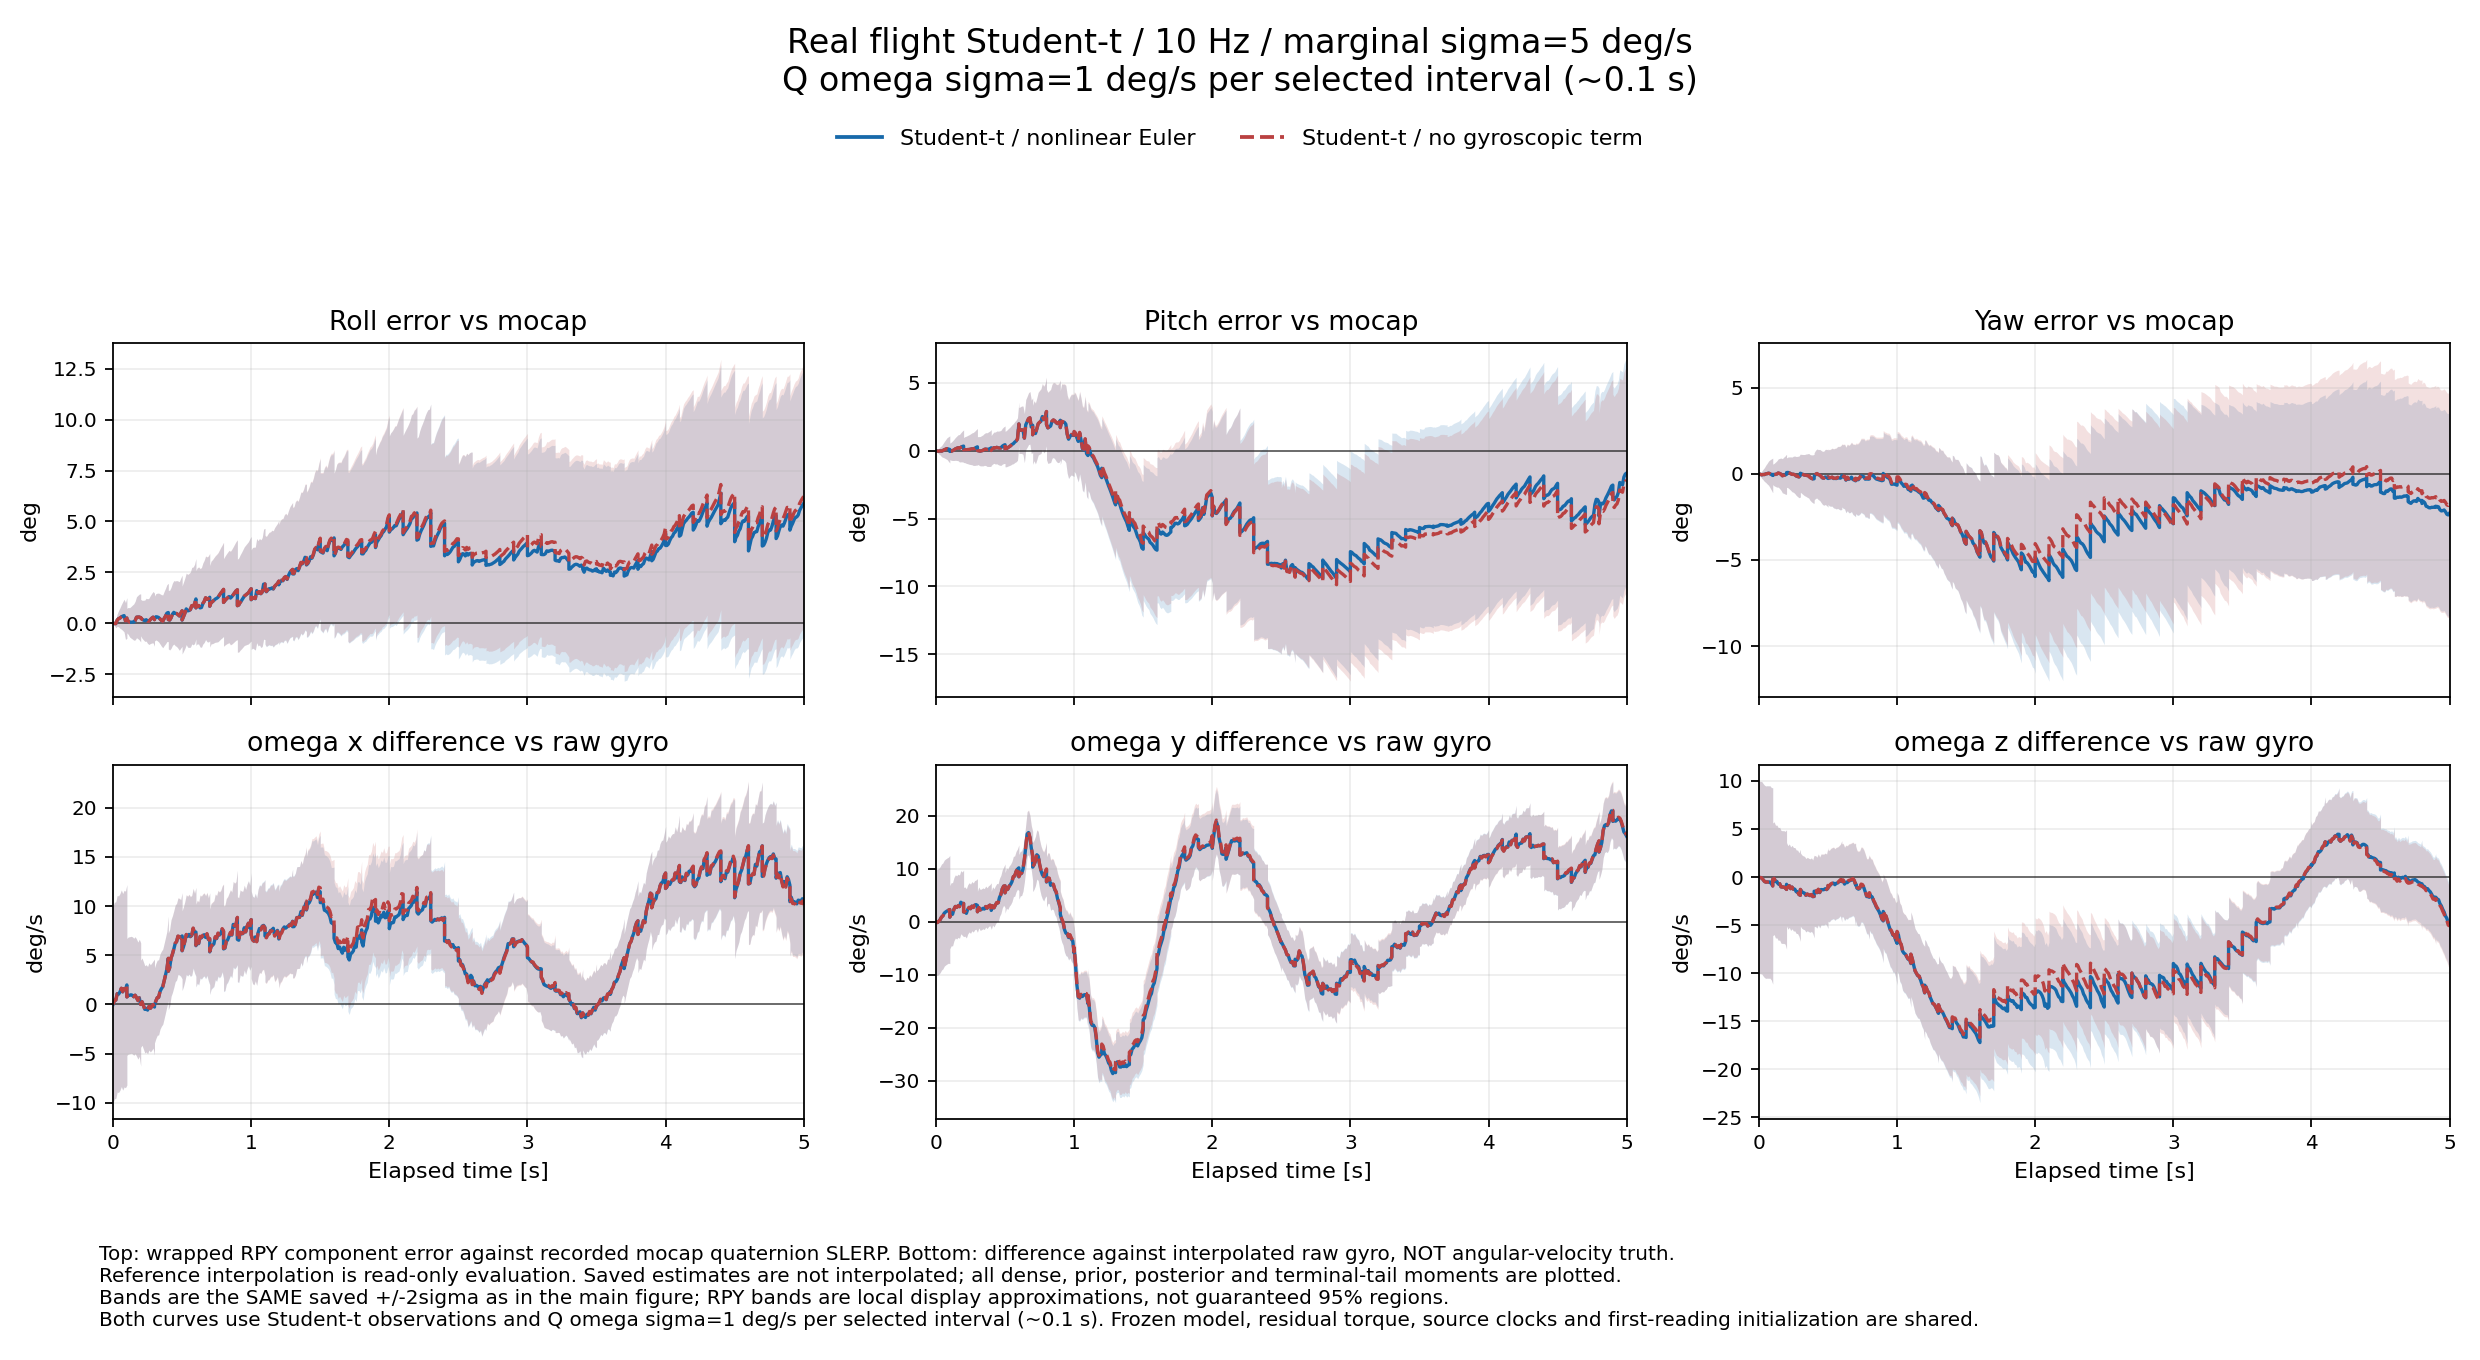 Real flight Student-t / 10 Hz / marginal sigma=5 deg/s
Q omega sigma=1 deg/s per selected interval (~0.1 s)
Student-t / nonlinear Euler
Student-t / no gyroscopic term
Roll error vs mocap
Pitch error vs mocap
Yaw error vs mocap
deg
12.5
10.0
7.5
5.0
2.5
0.0
−2.5
deg
5
0
−5
−10
−15
deg
5
0
−5
−10
omega x difference vs raw gyro
omega y difference vs raw gyro
omega z difference vs raw gyro
deg/s
20
15
10
5
0
−5
−10
deg/s
20
10
0
−10
−20
−30
deg/s
10
5
0
−5
−10
−15
−20
−25
0 1 2 3 4 5
0 1 2 3 4 5
0 1 2 3 4 5
Elapsed time [s]
Elapsed time [s]
Elapsed time [s]
Top: wrapped RPY component error against recorded mocap quaternion SLERP. Bottom: difference against interpolated raw gyro, NOT angular-velocity truth.
Reference interpolation is read-only evaluation. Saved estimates are not interpolated; all dense, prior, posterior and terminal-tail moments are plotted.
Bands are the SAME saved +/-2sigma as in the main figure; RPY bands are local display approximations, not guaranteed 95% regions.
Both curves use Student-t observations and Q omega sigma=1 deg/s per selected interval (~0.1 s). Frozen model, residual torque, source clocks and first-reading initialization are shared.